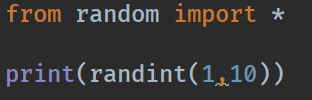 from random import *
print(randint(1,10))